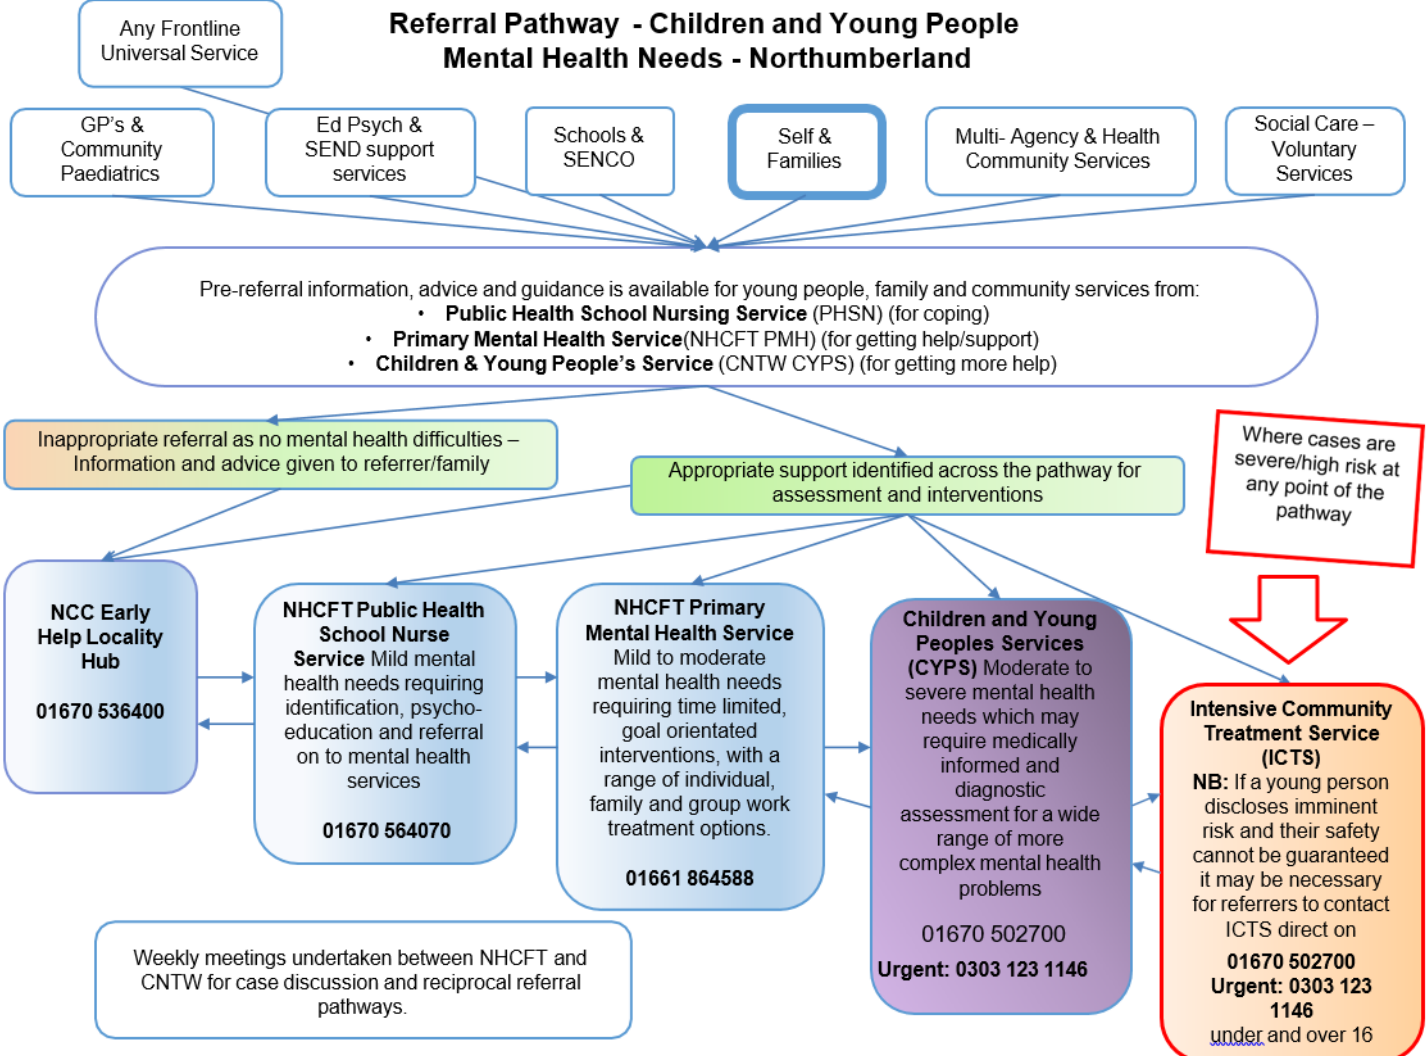 Referral Pathway - Children and Young People
Mental Health Needs - Northumberland
Any Frontline
Universal Service
GP's &
Community
Paediatrics
Ed Psych &
SEND support
services
Schools &
SENCO
Self &
Families
Multi- Agency & Health
Community Services
Social Care –
Voluntary
Services
Pre-referral information, advice and guidance is available for young people, family and community services from:
• Public Health School Nursing Service (PHSN) (for coping)
• Primary Mental Health Service(NHCFT PMH) (for getting help/support)
• Children & Young People's Service (CNTW CYPS) (for getting more help)
Inappropriate referral as no mental health difficulties –
Information and advice given to referrer/family
Appropriate support identified across the pathway for
assessment and interventions
Where cases are
severe/high risk at
any point of the
pathway
NCC Early
Help Locality
Hub
01670 536400
NHCFT Public Health
School Nurse
Service Mild mental
health needs requiring
identification, psycho-
education and referral
on to mental health
services
01670 564070
NHCFT Primary
Mental Health Service
Mild to moderate
mental health needs
requiring time limited,
goal orientated
interventions, with a
range of individual,
family and group work
treatment options.
01661 864588
Children and Young
Peoples Services
(CYPS) Moderate to
severe mental health
needs which may
require medically
informed and
diagnostic
assessment for a wide
range of more
complex mental health
problems
01670 502700
Urgent: 0303 123 1146
Intensive Community
Treatment Service
(ICTS)
NB: If a young person
discloses imminent
risk and their safety
cannot be guaranteed
it may be necessary
for referrers to contact
ICTS direct on
01670 502700
Urgent: 0303 123
1146
under and over 16
Weekly meetings undertaken between NHCFT and
CNTW for case discussion and reciprocal referral
pathways.